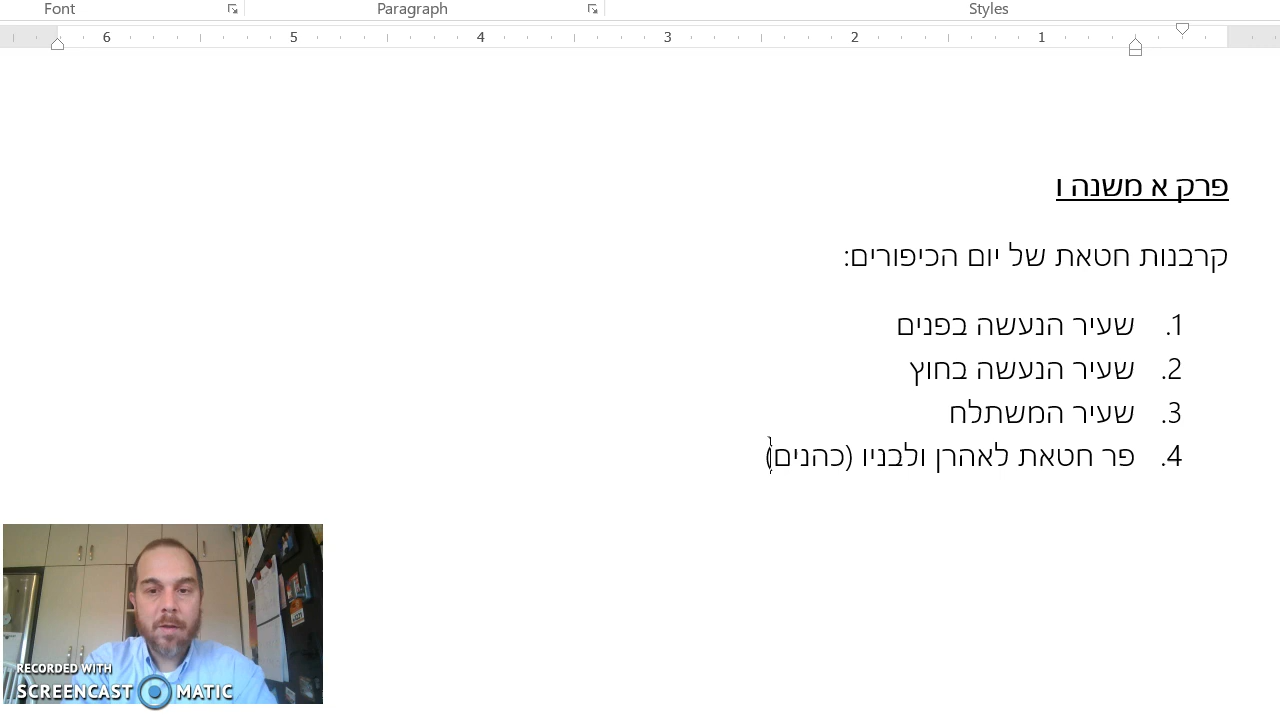 Font Paragraph Styles
6 5 4 3 2 1
פרק א משנה ו
קרבנות חטאת של יום הכיפורים:
1. שעיר הנעשה בפנים
2. שעיר הנעשה בחוץ
3. שעיר המשתלח
4. פר חטאת לאהרן ולבניו (כהנים)
RECORDED WITH
SCREENCAST MATIC